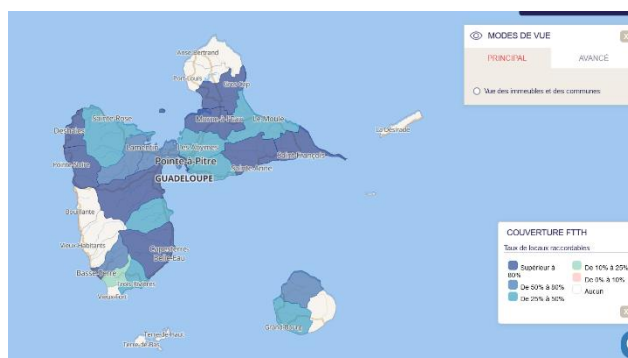 MODES DE VUE
X
PRINCIPAL
AVANCÉ
Vue des immeubles et des communes
Anse-Bertrand
Port-Louis
Petit-Canal
Morne-à-l'Eau
Le Moule
Sainte-Rose
Deshaies
Lamentin
Les Abymes
La Désirade
Pointe-à-Pitre
Saint-François
Sainte-Anne
Pointe-Noire
GUADELOUPE
Bouillante
Vieux-Habitants
Capesterre-
Belle-Eau
Basse-Terre
Trois-Rivières
Vieux-Fort
Terre-de-Haut
Terre-de-Bas
Grand-Bourg
COUVERTURE FTTH
Taux de locaux raccordables
Supérieur à
80%
De 50% à 80%
De 25% à 50%
De 10% à 25%
De 0% à 10%
Aucun
X